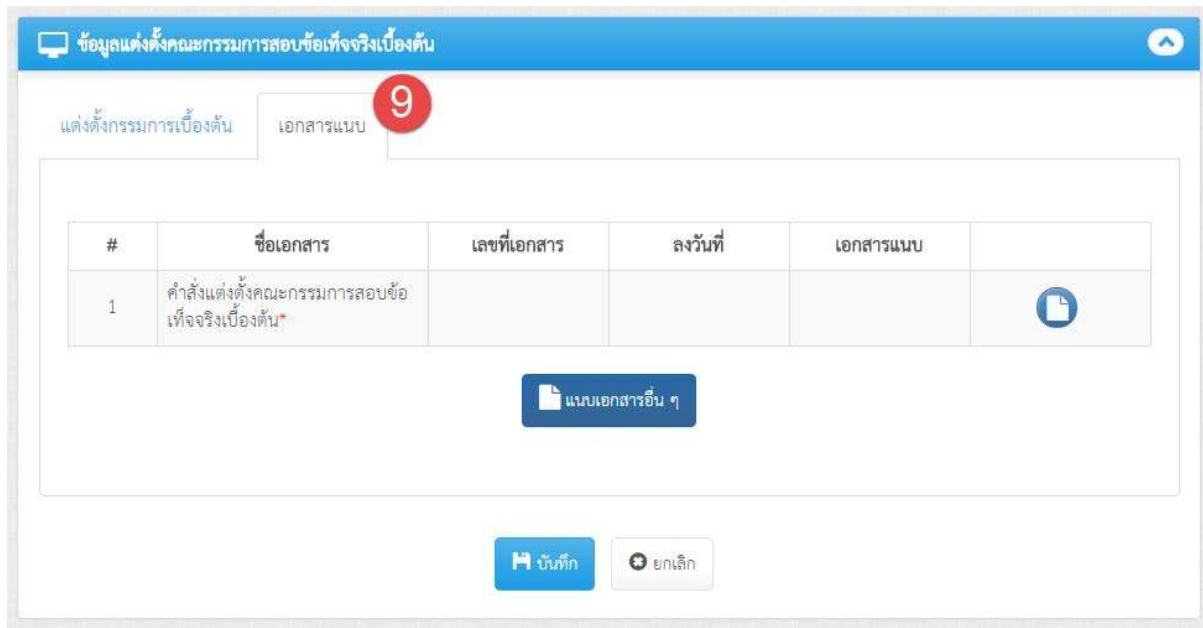 ข้อมูลแต่งตั้งคณะกรรมการสอบข้อเท็จจริงเบื้องต้น
9
แต่งตั้งกรรมการเบื้องต้น เอกสารแนบ
# ชื่อเอกสาร เลขที่เอกสาร ลงวันที่ เอกสารแนบ
1 คำสั่งแต่งตั้งคณะกรรมการสอบข้อ
เท็จจริงเบื้องต้น*
แนบเอกสารอื่น ๆ
บันทึก ยกเลิก